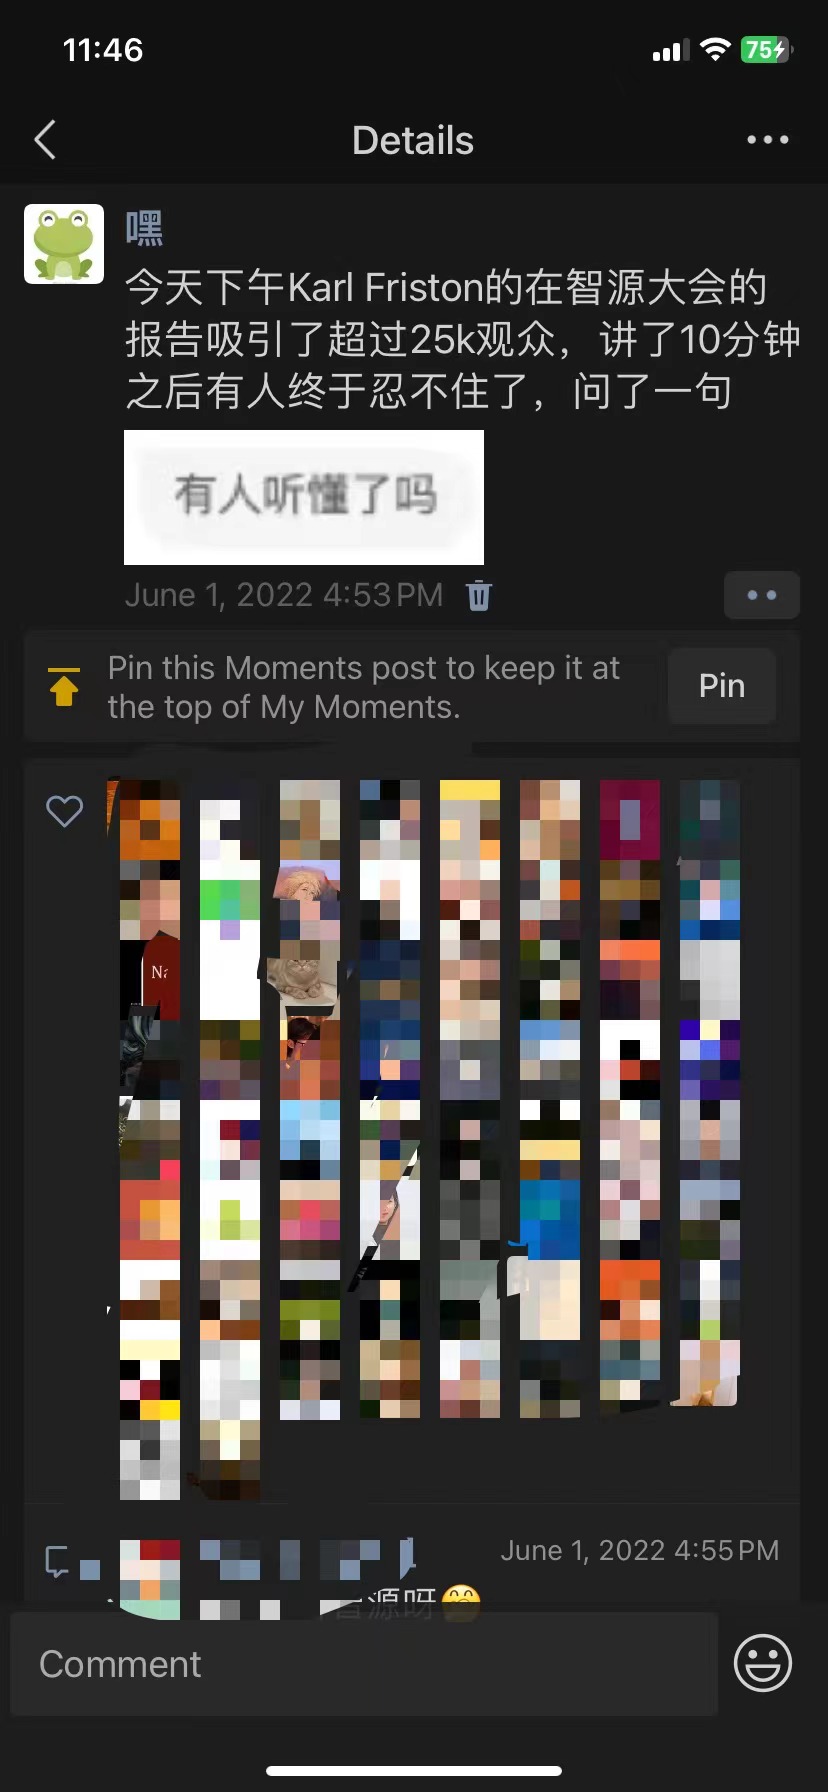 11:46
75
Details
嘿
今天下午Karl Friston的在智源大会的
报告吸引了超过25k观众，讲了10分钟
之后有人终于忍不住了，问了一句
有人听懂了吗
June 1, 2022 4:53 PM
Pin this Moments post to keep it at
the top of My Moments.
Pin
June 1, 2022 4:55 PM
源呀
Comment